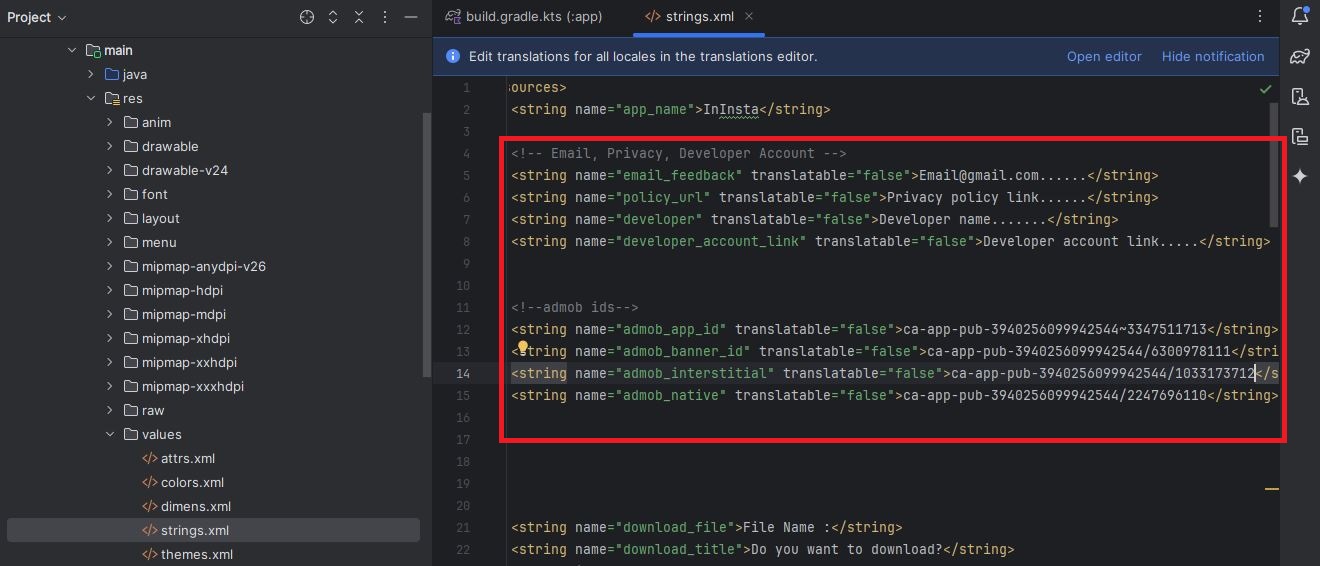 Project
build.gradle.kts (:app)
strings.xml
main
java
res
anim
drawable
drawable-v24
font
layout
menu
mipmap-anydpi-v26
mipmap-hdpi
mipmap-mdpi
mipmap-xhdpi
mipmap-xxhdpi
mipmap-xxxhdpi
raw
values
attrs.xml
colors.xml
dimens.xml
strings.xml
themes.xml
Edit translations for all locales in the translations editor. Open editor Hide notification
1 ources>
2 <string name="app_name">InInsta</string>
3
4 <!-- Email, Privacy, Developer Account -->
5 <string name="email_feedback" translatable="false">Email@gmail.com......</string>
6 <string name="policy_url" translatable="false">Privacy policy link......</string>
7 <string name="developer" translatable="false">Developer name.......</string>
8 <string name="developer_account_link" translatable="false">Developer account link.....</string>
9
10
11 <!--admob ids-->
12 <string name="admob_app_id" translatable="false">ca-app-pub-3940256099942544~3347511713</string>
13 <string name="admob_banner_id" translatable="false">ca-app-pub-3940256099942544/6300978111</stri
14 <string name="admob_interstitial" translatable="false">ca-app-pub-3940256099942544/1033173712</s
15 <string name="admob_native" translatable="false">ca-app-pub-3940256099942544/2247696110</string>
16
17
18
19
20
21 <string name="download_file">File Name :</string>
22 <string name="download_title">Do you want to download?</string>